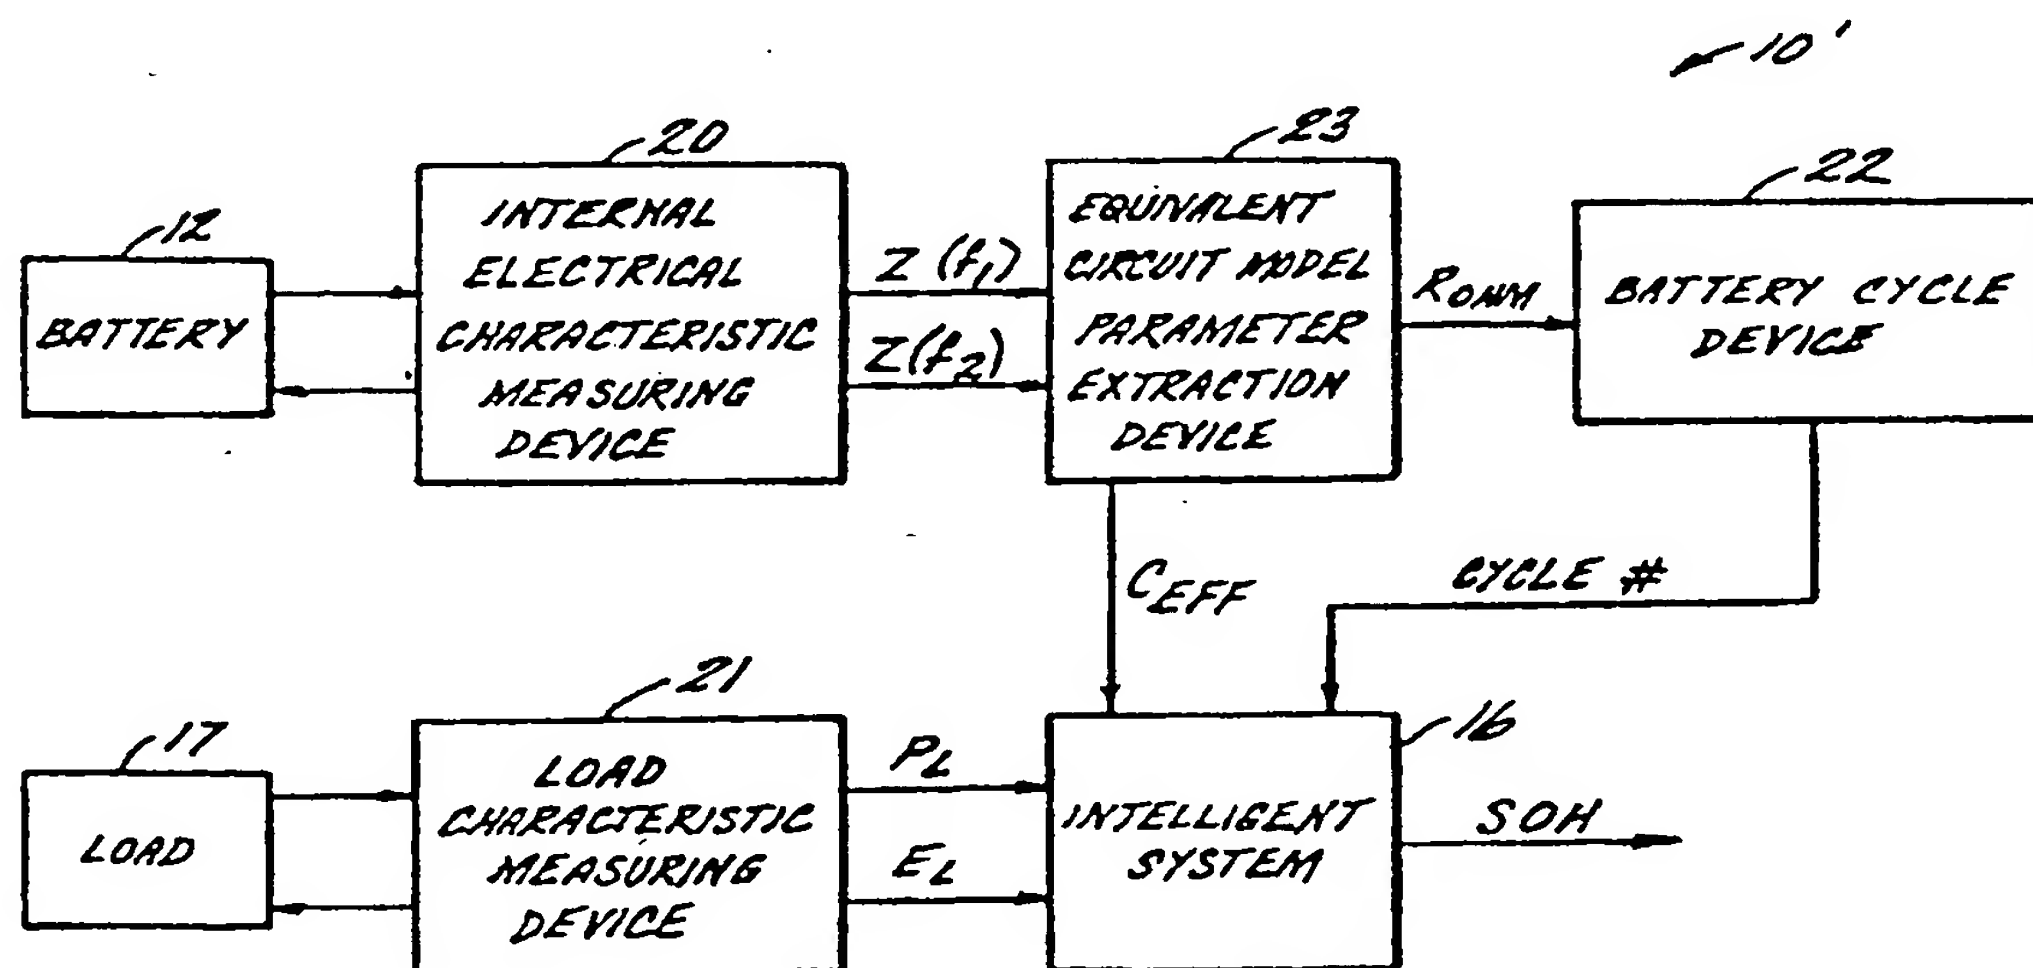 10'
20
23
22
12
INTERNAL
ELECTRICAL
CHARACTERISTIC
MEASURING
DEVICE
Z (f1)
Z(f2)
EQUIVALENT
CIRCUIT MODEL
PARAMETER
EXTRACTION
DEVICE
ROHM
BATTERY CYCLE
DEVICE
BATTERY
CEFF
CYCLE #
21
17
16
LOAD
CHARACTERISTIC
MEASURING
DEVICE
PL
EL
INTELLIGENT
SYSTEM
SOH
LOAD